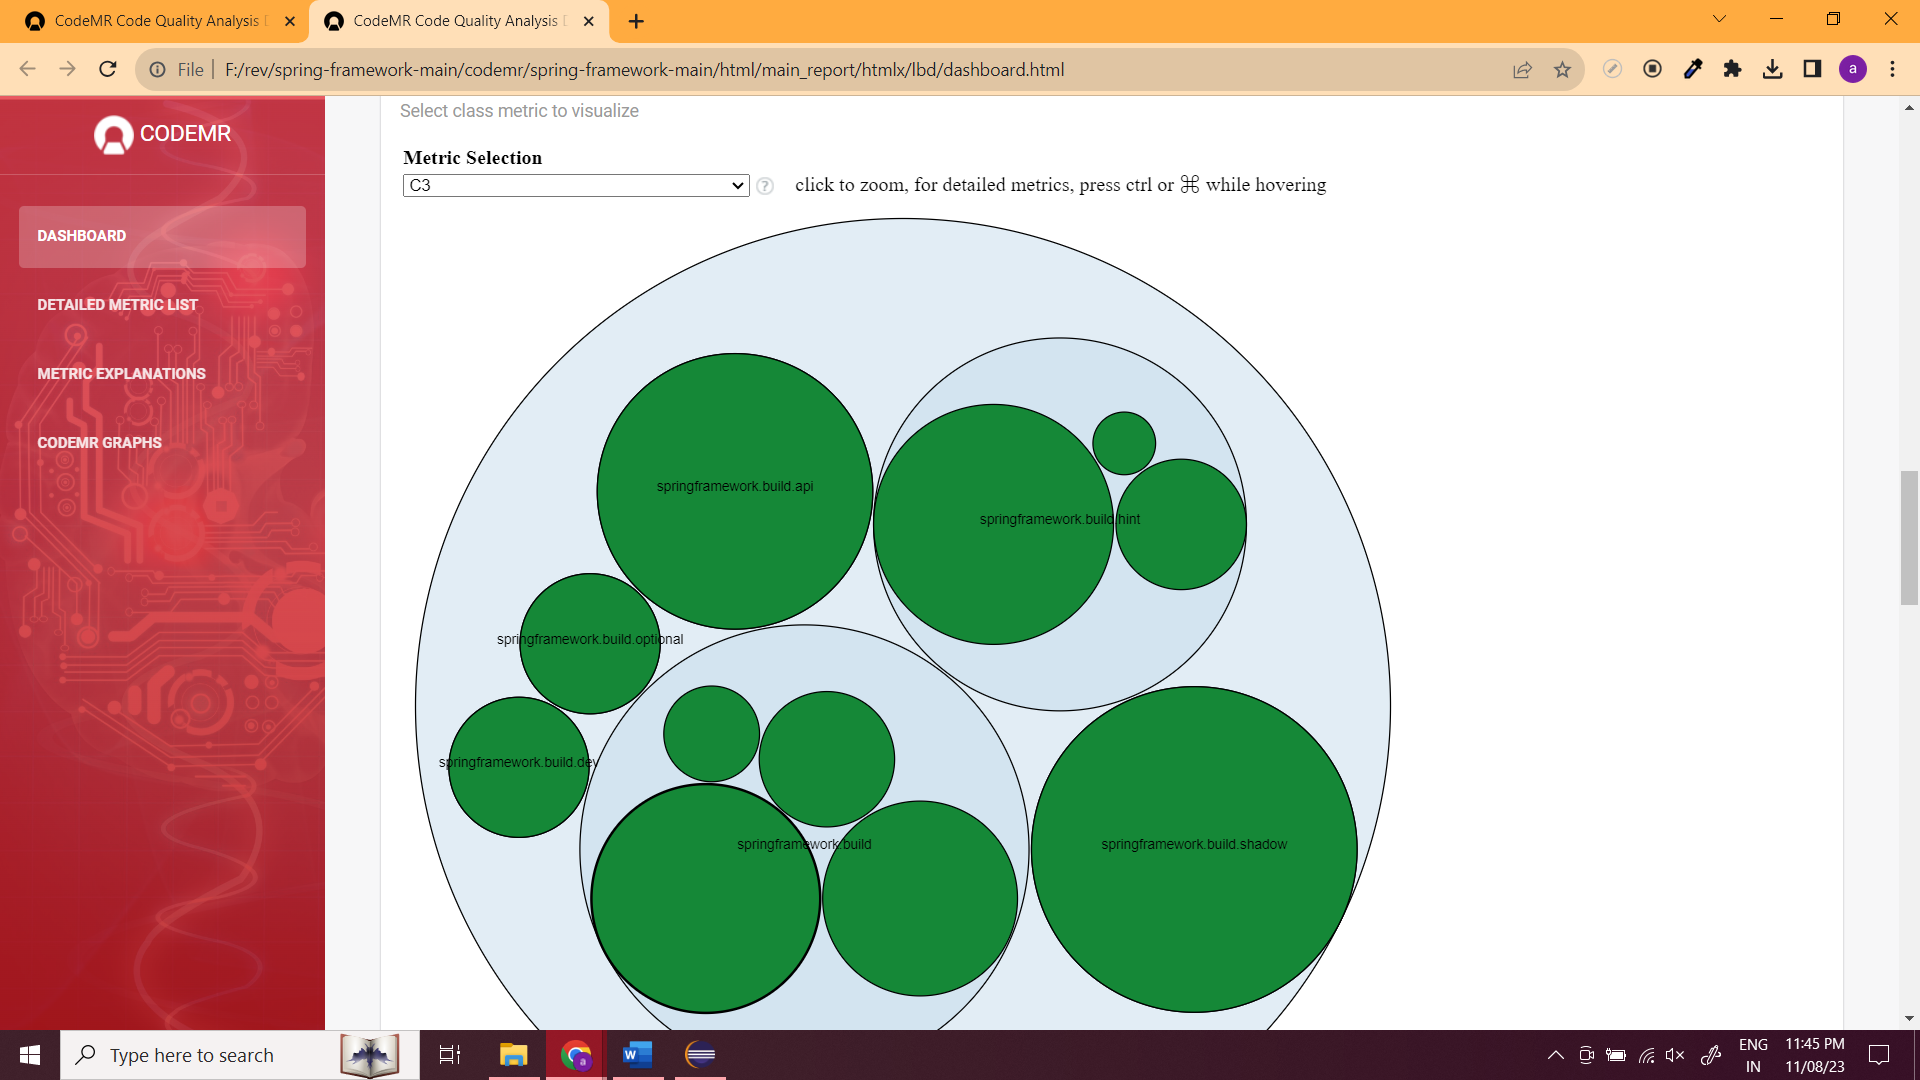 CodeMR Code Quality Analysis
CodeMR Code Quality Analysis
File
F:/rev/spring-framework-main/codemr/spring-framework-main/html/main_report/htmlx/lbd/dashboard.html
a
CODEMR
DASHBOARD
DETAILED METRIC LIST
METRIC EXPLANATIONS
CODEMR GRAPHS
Select class metric to visualize
Metric Selection
C3
? click to zoom, for detailed metrics, press ctrl or ⌘ while hovering
springframework.build.api
springframework.build.hint
springframework.build.optional
springframework.build.dev
springframework.build
springframework.build.shadow
Type here to search
a
W
ENG
IN
11:45 PM
11/08/23